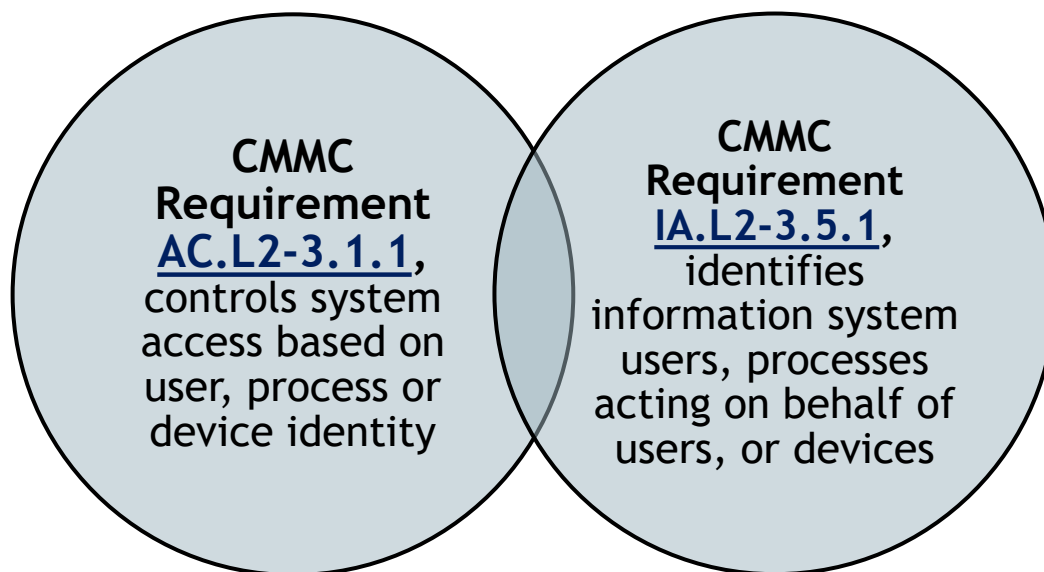 CMMC
Requirement
AC.L2-3.1.1,
controls system
access based on
user, process or
device identity
CMMC
Requirement
IA.L2-3.5.1,
identifies
information system
users, processes
acting on behalf of
users, or devices